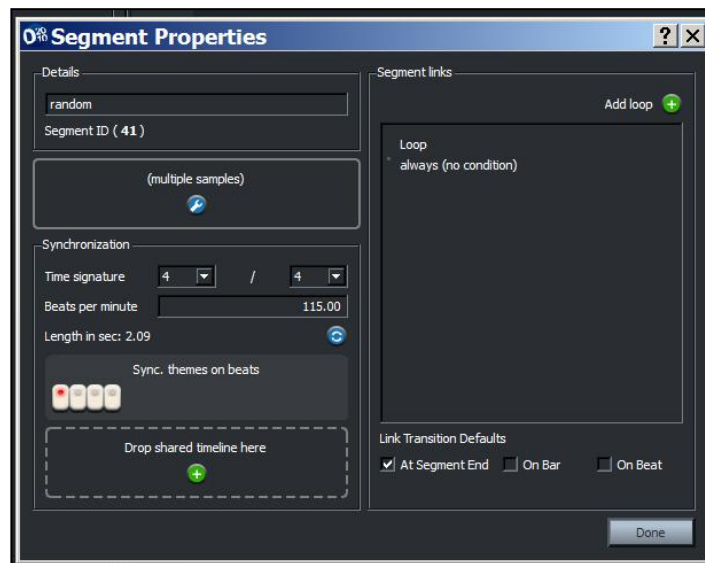 Segment Properties
Details
random
Segment ID ( 41 )
(multiple samples)
Synchronization
Time signature 4 / 4
Beats per minute 115.00
Length in sec: 2.09
Sync. themes on beats
Drop shared timeline here
Segment links
Add loop
Loop
always (no condition)
Link Transition Defaults
At Segment End On Bar On Beat
Done